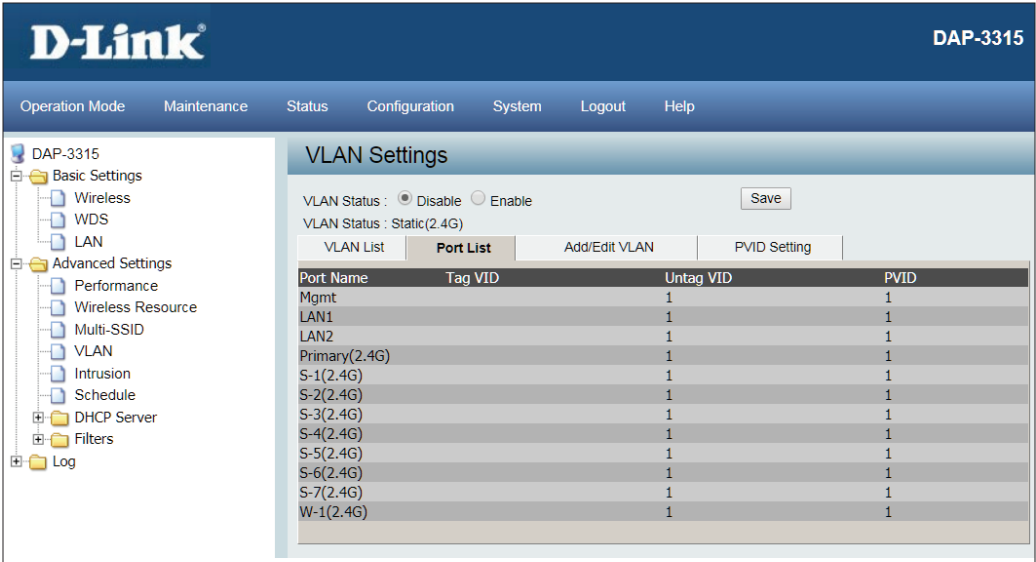 D-Link®
DAP-3315
Operation Mode Maintenance Status Configuration System Logout Help
DAP-3315
Basic Settings
Wireless
WDS
LAN
Advanced Settings
Performance
Wireless Resource
Multi-SSID
VLAN
Intrusion
Schedule
DHCP Server
Filters
Log
VLAN Settings
VLAN Status : Disable Enable Save
VLAN Status : Static(2.4G)
VLAN List Port List Add/Edit VLAN PVID Setting
Port Name Tag VID Untag VID PVID
Mgmt 1 1
LAN1 1 1
LAN2 1 1
Primary(2.4G) 1 1
S-1(2.4G) 1 1
S-2(2.4G) 1 1
S-3(2.4G) 1 1
S-4(2.4G) 1 1
S-5(2.4G) 1 1
S-6(2.4G) 1 1
S-7(2.4G) 1 1
W-1(2.4G) 1 1